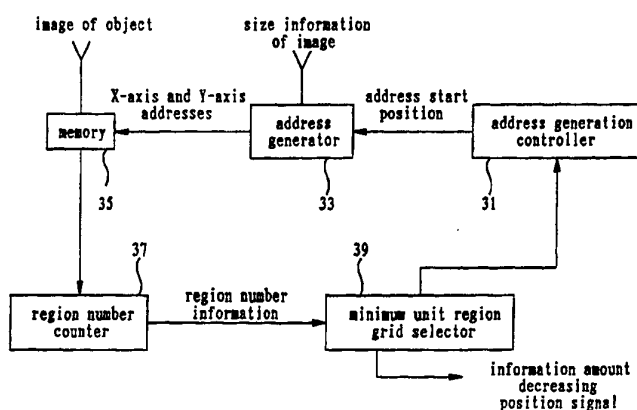 image of object
size information
of image
X-axis and Y-axis
addresses
address start
position
memory
address
generator
address generation
controller
35
33
31
37
39
region number
counter
region number
information
minimum unit region
grid selector
information amount
decreasing
position signal